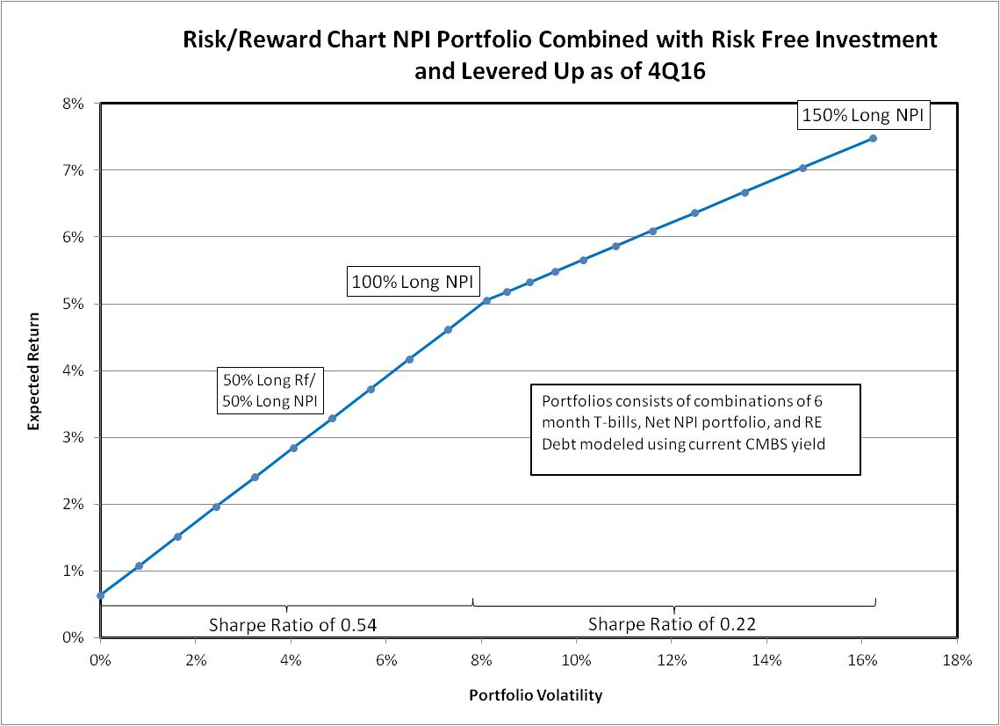 Risk/Reward Chart NPI Portfolio Combined with Risk Free Investment
and Levered Up as of 4Q16
8%
7%
6%
5%
4%
3%
2%
1%
0%
Expected Return
150% Long NPI
100% Long NPI
50% Long Rf/
50% Long NPI
Portfolios consists of combinations of 6
month T-bills, Net NPI portfolio, and RE
Debt modeled using current CMBS yield
Sharpe Ratio of 0.54
Sharpe Ratio of 0.22
0%
2%
4%
6%
8%
10%
12%
14%
16%
18%
Portfolio Volatility